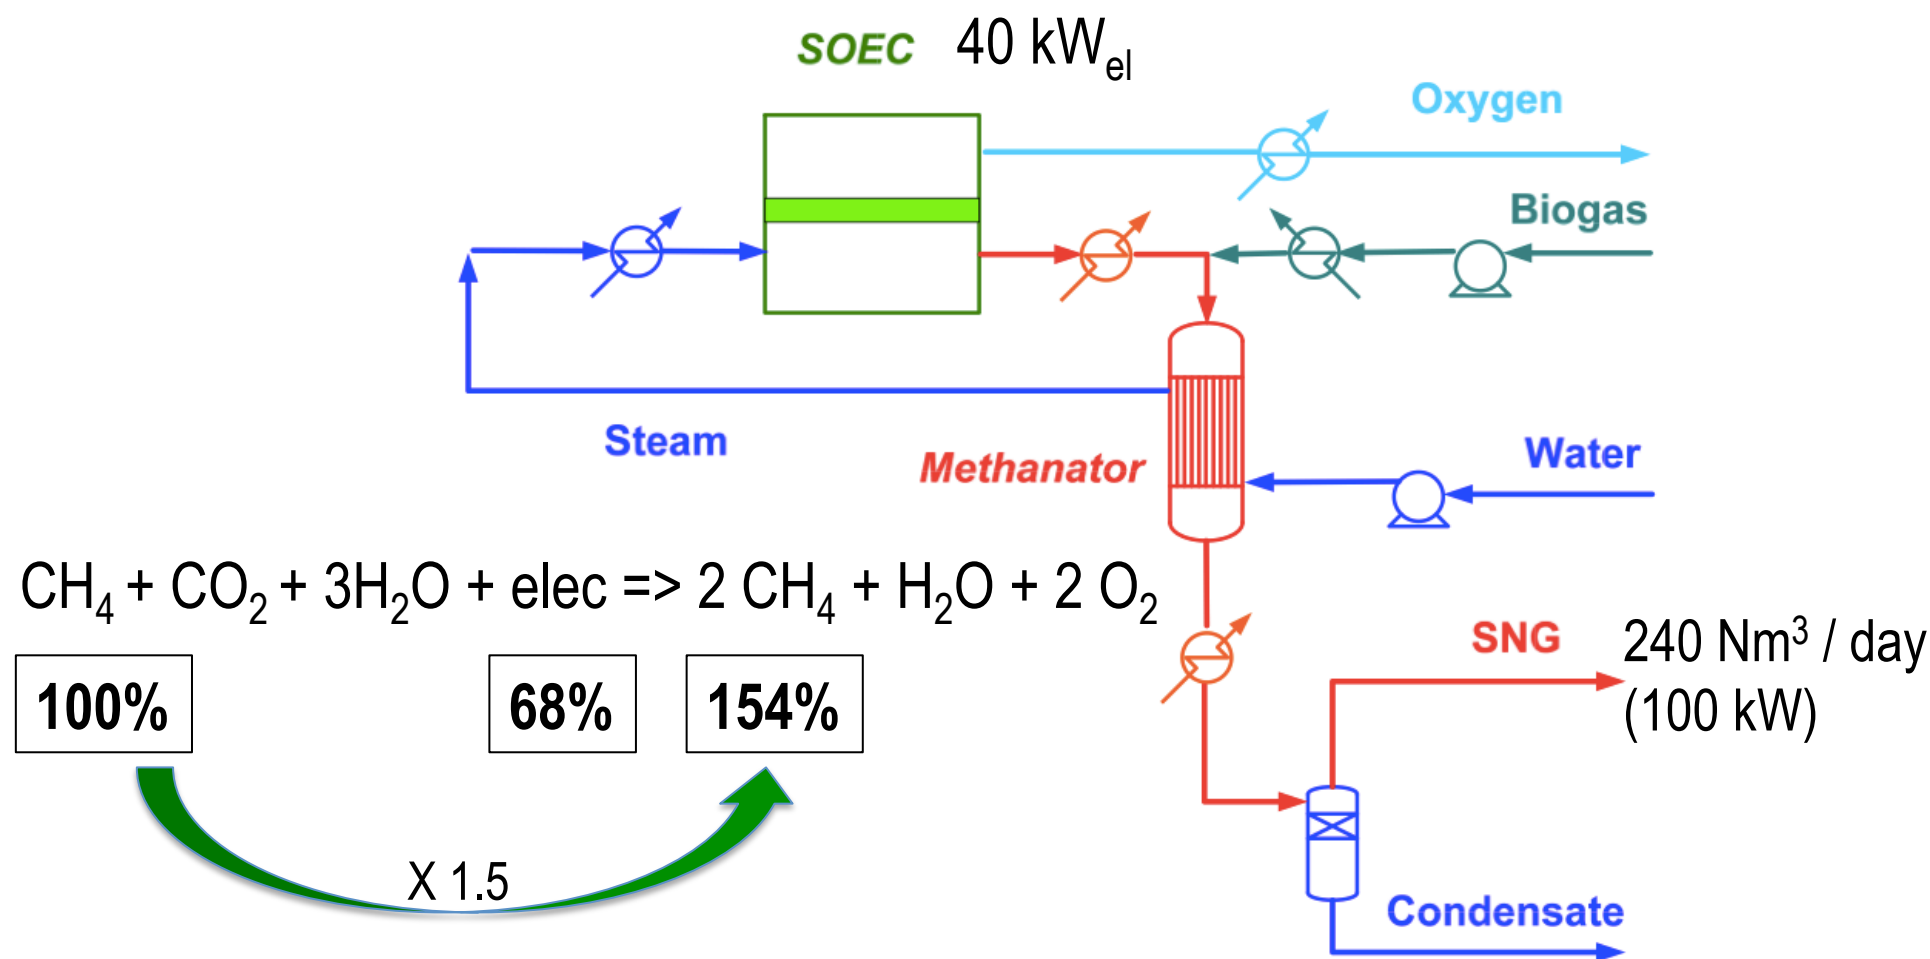 SOEC 40 kWel
Oxygen
Biogas
Steam
Methanator
Water
CH4 + CO2 + 3H2O + elec => 2 CH4 + H2O + 2 O2
100% 68% 154%
X 1.5
SNG 240 Nm3 / day
(100 kW)
Condensate